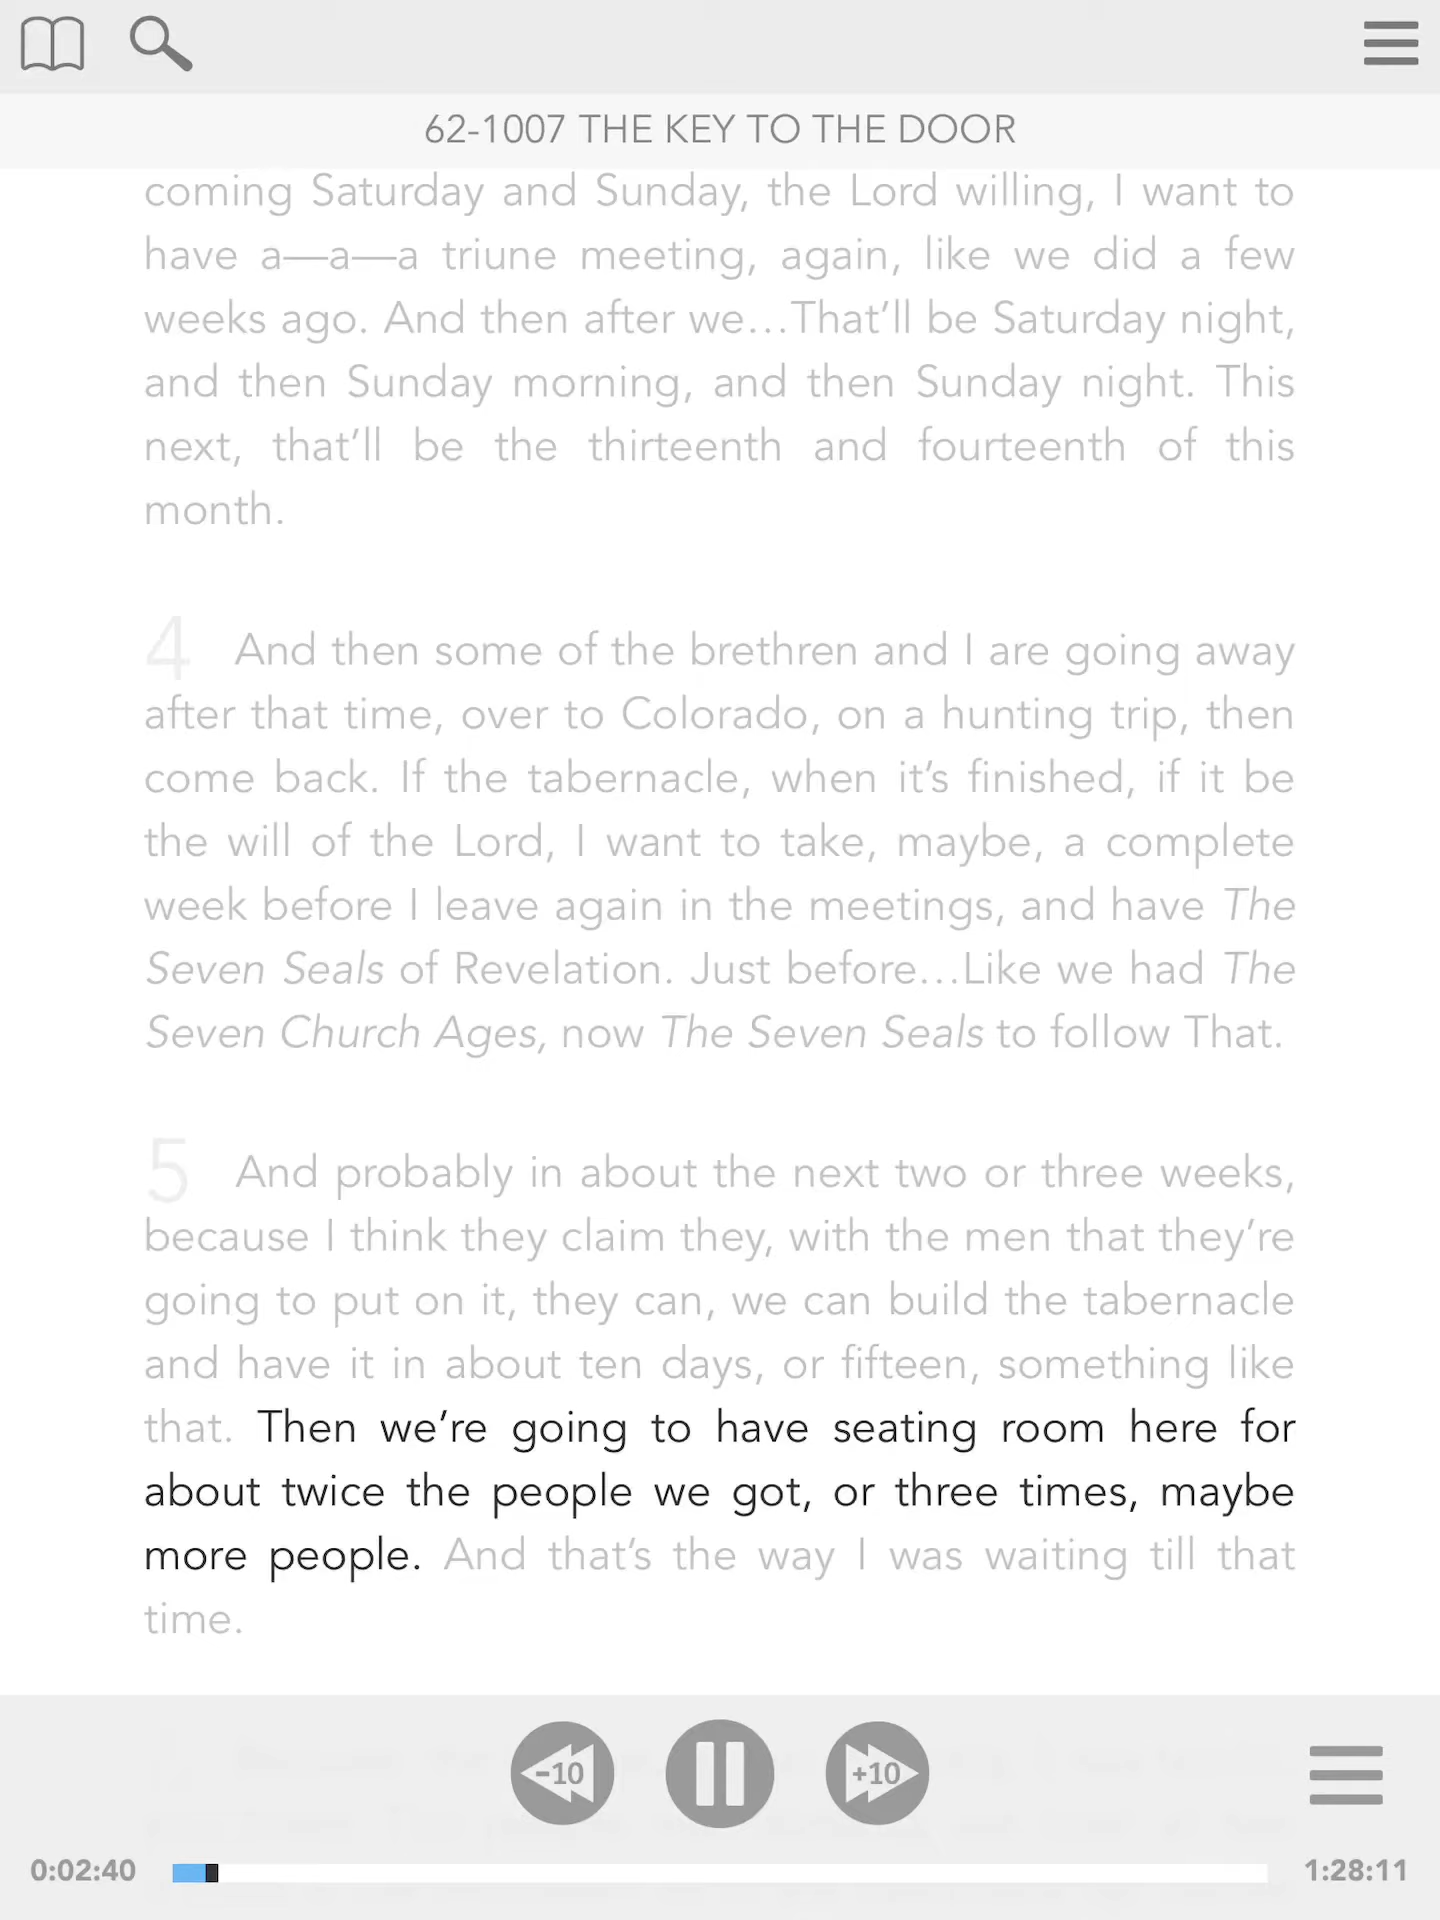 62-1007 THE KEY TO THE DOOR
coming Saturday and Sunday, the Lord willing, I want to
have a—a—a triune meeting, again, like we did a few
weeks ago. And then after we…That’ll be Saturday night,
and then Sunday morning, and then Sunday night. This
next, that’ll be the thirteenth and fourteenth of this
month.
4 And then some of the brethren and I are going away
after that time, over to Colorado, on a hunting trip, then
come back. If the tabernacle, when it’s finished, if it be
the will of the Lord, I want to take, maybe, a complete
week before I leave again in the meetings, and have The
Seven Seals of Revelation. Just before…Like we had The
Seven Church Ages, now The Seven Seals to follow That.
5 And probably in about the next two or three weeks,
because I think they claim they, with the men that they’re
going to put on it, they can, we can build the tabernacle
and have it in about ten days, or fifteen, something like
that. Then we’re going to have seating room here for
about twice the people we got, or three times, maybe
more people. And that’s the way I was waiting till that
time.
-10 +10
0:02:40 1:28:11